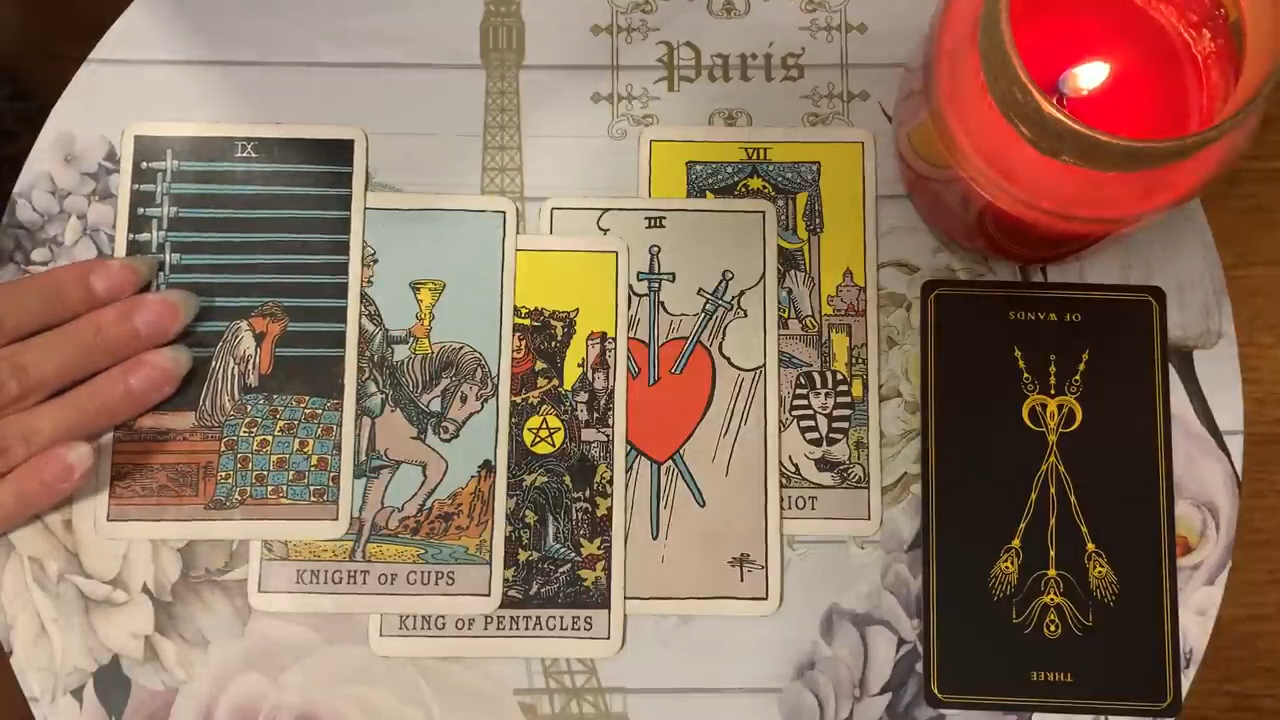 Paris
IX
VII
III
RIOT
KNIGHT OF CUPS
KING OF PENTACLES
OF WANDS
THREE